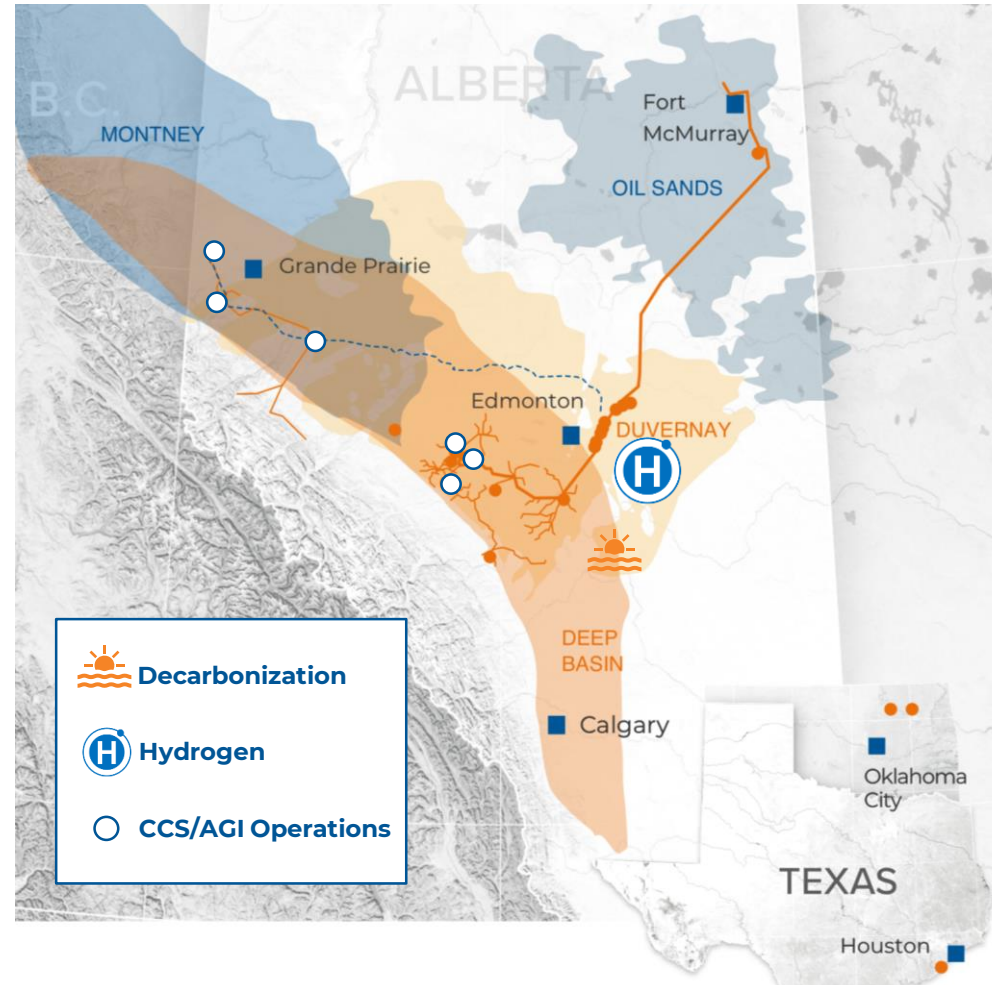 B.C.
ALBERTA
MONTNEY
Fort
McMurray
OIL SANDS
Grande Prairie
Edmonton
DUVERNAY
H
DEEP
BASIN
Calgary
Decarbonization
H
Hydrogen
CCS/AGI Operations
Oklahoma
City
TEXAS
Houston